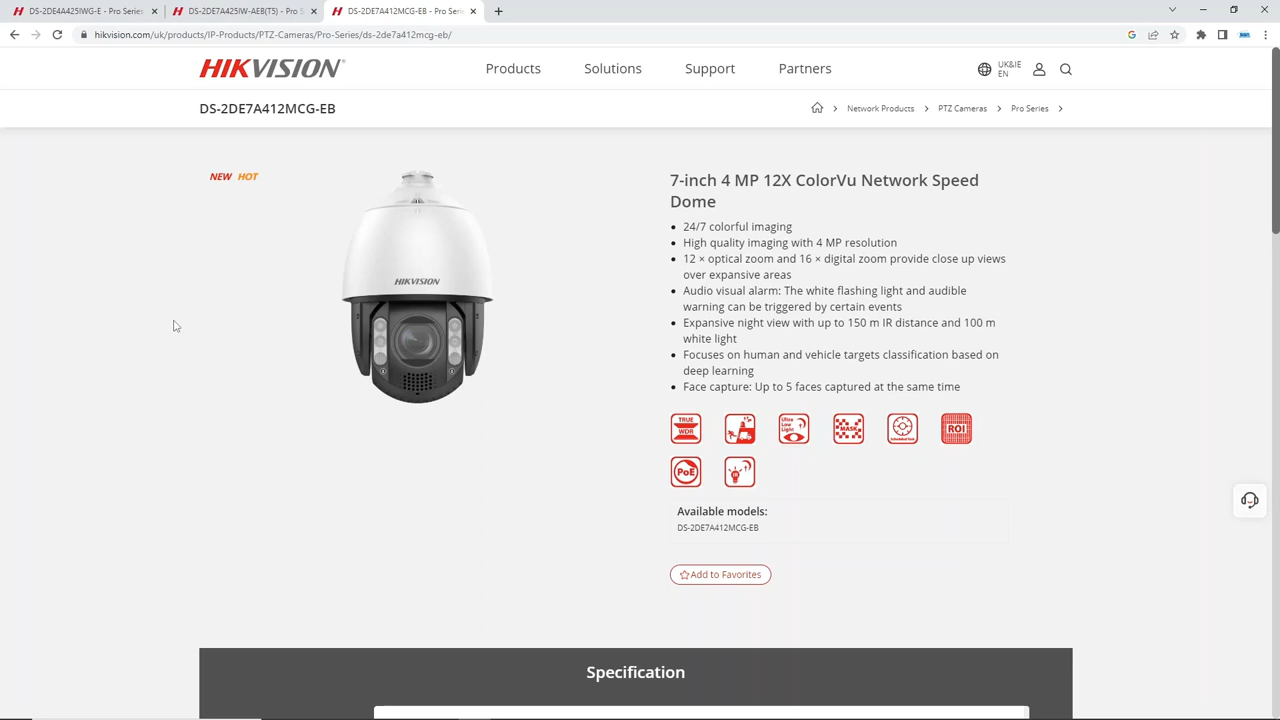 DS-2DE4A425IWG-E - Pro Series
DS-2DE7A425IW-AEB(T5) - Pro S
DS-2DE7A412MCG-EB - Pro Serie
hikvision.com/uk/products/IP-Products/PTZ-Cameras/Pro-Series/ds-2de7a412mcg-eb/
HIKVISION
Products
Solutions
Support
Partners
UK&IE
EN
DS-2DE7A412MCG-EB
Network Products
PTZ Cameras
Pro Series
NEW HOT
HIKVISION
7-inch 4 MP 12X ColorVu Network Speed
Dome
24/7 colorful imaging
High quality imaging with 4 MP resolution
12 × optical zoom and 16 × digital zoom provide close up views
over expansive areas
Audio visual alarm: The white flashing light and audible
warning can be triggered by certain events
Expansive night view with up to 150 m IR distance and 100 m
white light
Focuses on human and vehicle targets classification based on
deep learning
Face capture: Up to 5 faces captured at the same time
TRUE
WDR
Ultra
Low
Light
MASK
ROI
PoE
Available models:
DS-2DE7A412MCG-EB
Add to Favorites
Specification